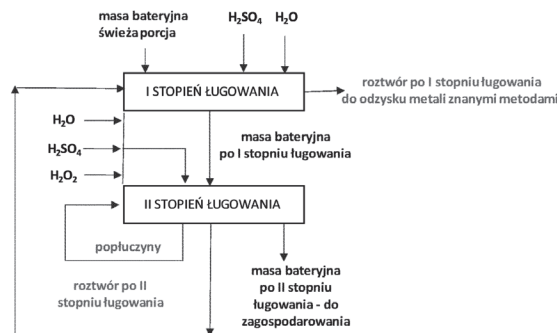 masa bateryjna
świeża porcja
H₂SO₄
H₂O
I STOPIEŃ ŁUGOWANIA
roztwór po I stopniu ługowania
do odzysku metali znanymi metodami
H₂O
H₂SO₄
H₂O₂
masa bateryjna
po I stopniu ługowania
II STOPIEŃ ŁUGOWANIA
popłuczyny
roztwór po II
stopniu ługowania
masa bateryjna
po II stopniu
ługowania - do
zagospodarowania